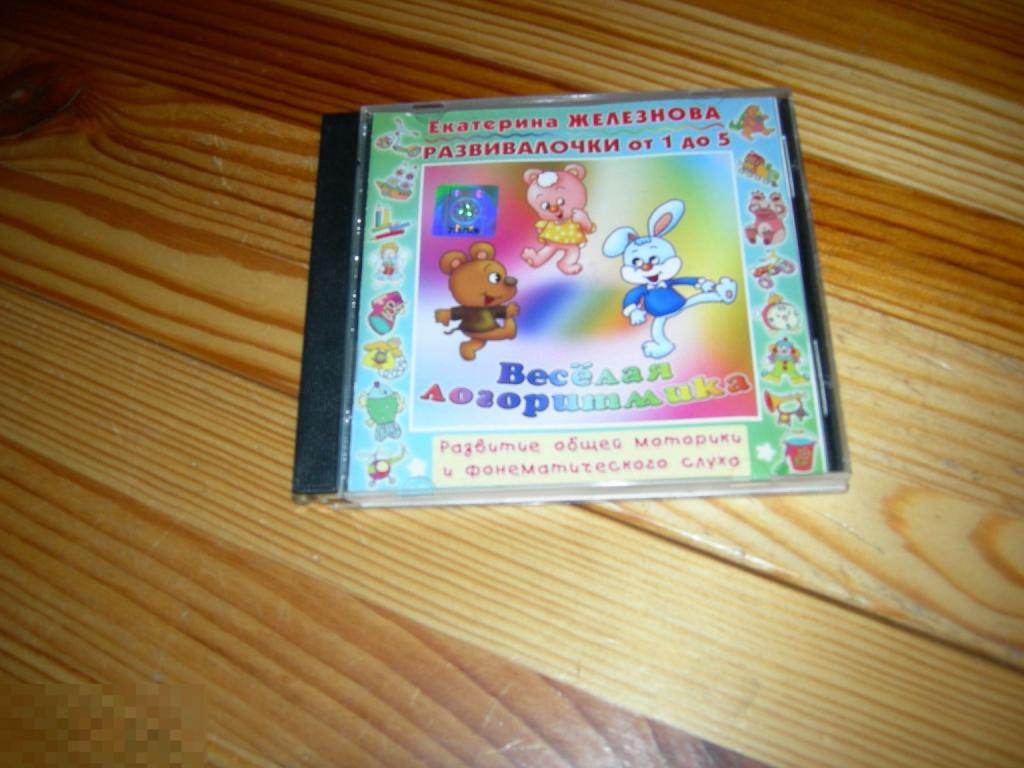 Екатерина ЖЕЛЕЗНОВА
РАЗВИВАЛОЧКИ от 1 до 5
Весёлая
логоритмика
Развитие общей моторики
и фонематического слуха